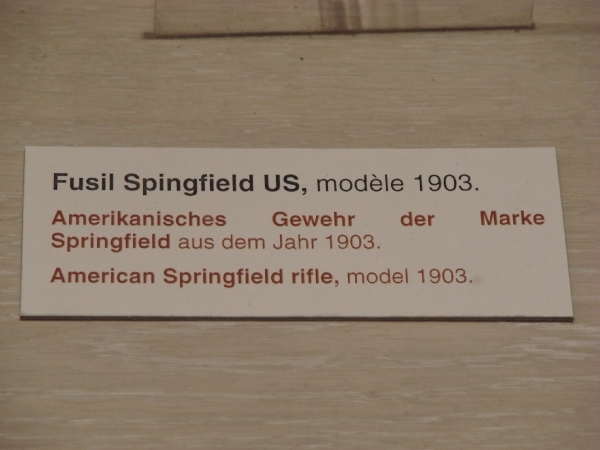 Fusil Spingfield US, modèle 1903.
Amerikanisches Gewehr der Marke
Springfield aus dem Jahr 1903.
American Springfield rifle, model 1903.